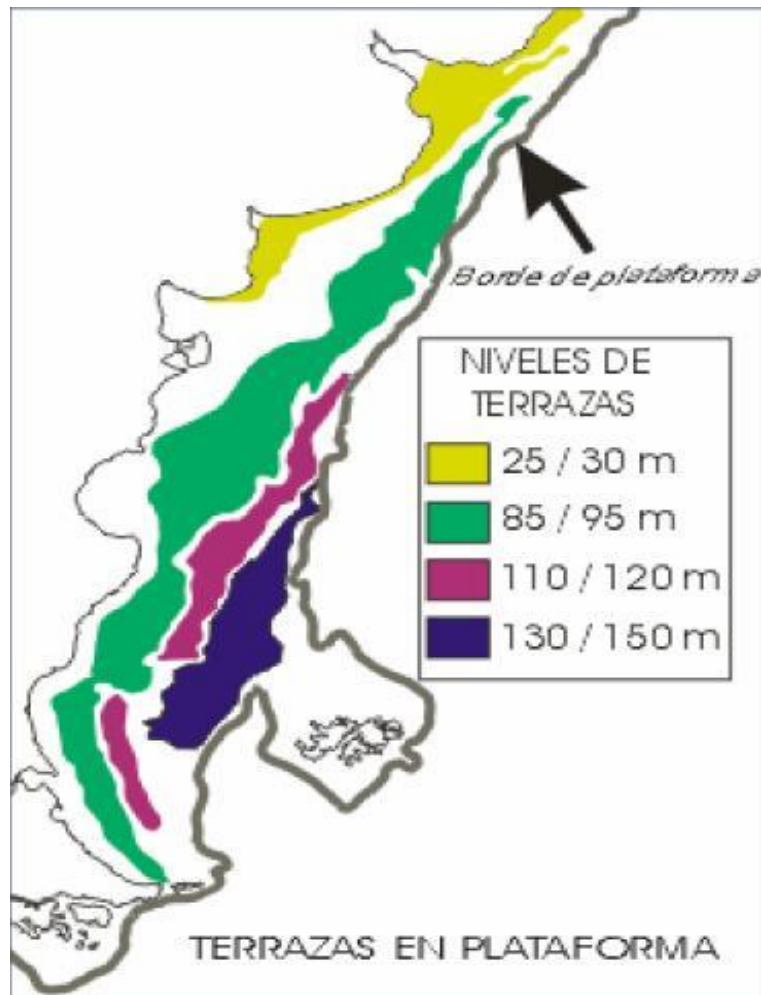 Borde de plataforma
NIVELES DE
TERRAZAS
25 / 30 m
85 / 95 m
110 / 120 m
130 / 150 m
TERRAZAS EN PLATAFORMA